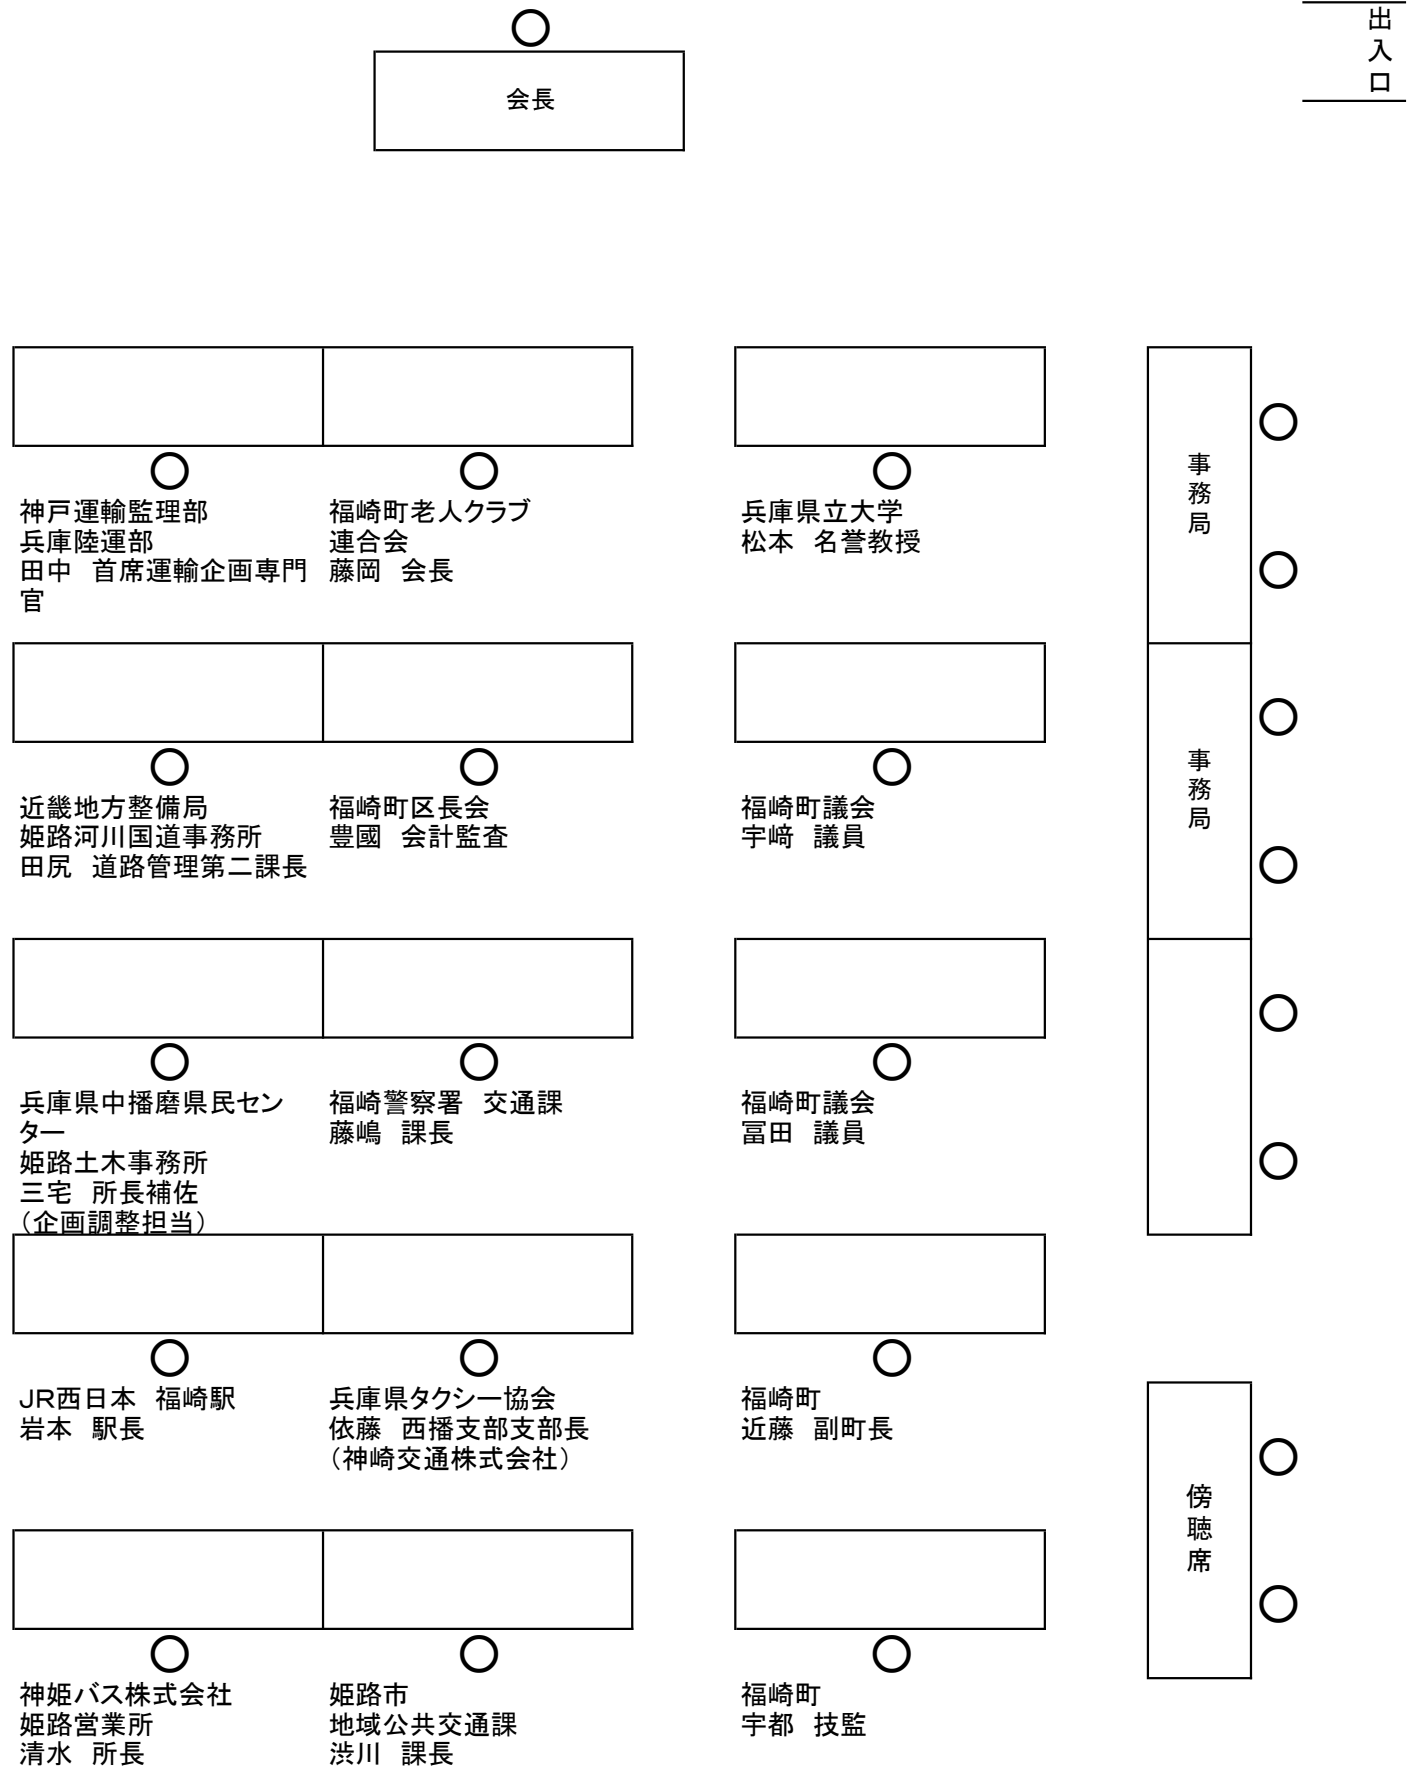 出入口
会長
神戸運輸監理部
兵庫陸運部
田中　首席運輸企画専門
官
福崎町老人クラブ
連合会
藤岡　会長
兵庫県立大学
松本　名誉教授
事務局
近畿地方整備局
姫路河川国道事務所
田尻　道路管理第二課長
福崎町区長会
豊國　会計監査
福崎町議会
宇﨑　議員
事務局
兵庫県中播磨県民セン
ター
姫路土木事務所
三宅　所長補佐
（企画調整担当）
福崎警察署　交通課
藤嶋　課長
福崎町議会
冨田　議員
JR西日本　福崎駅
岩本　駅長
兵庫県タクシー協会
依藤　西播支部支部長
（神崎交通株式会社）
福崎町
近藤　副町長
傍聴席
神姫バス株式会社
姫路営業所
清水　所長
姫路市
地域公共交通課
渋川　課長
福崎町
宇都　技監